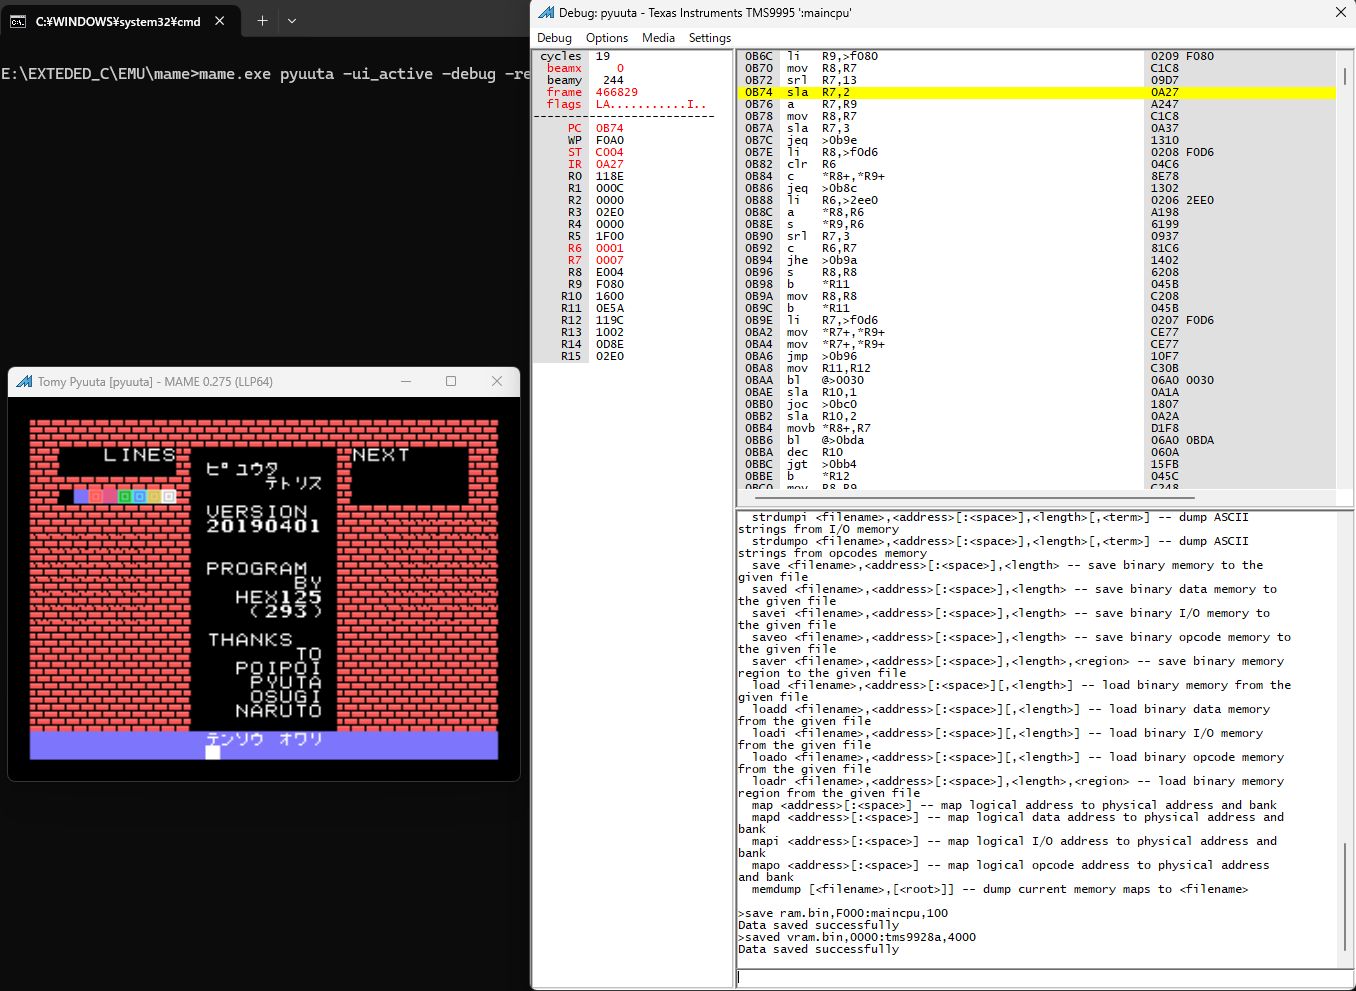 C:¥WINDOWS¥system32¥cmd
E:\EXTEDED_C\EMU\mame>mame.exe pyuuta -ui_active -debug -re
Tomy Pyuuta [pyuuta] - MAME 0.275 (LLP64)
LINES
NEXT
ピュウタ
テトリス
VERSION
20190401
PROGRAM
BY
HEX125
(293)
THANKS
TO
POIPOI
PYUTA
OSUGI
NARUTO
テンソウ オワリ
Debug: pyuuta - Texas Instruments TMS9995 ':maincpu'
Debug Options Media Settings
cycles 19
beamx 0
beamy 244
frame 466829
flags LA...........I..
PC 0B74
WP F0A0
ST C004
IR 0A27
R0 118E
R1 000C
R2 0000
R3 02E0
R4 0000
R5 1F00
R6 0001
R7 0007
R8 E004
R9 F080
R10 1600
R11 0E5A
R12 119C
R13 1002
R14 0D8E
R15 02E0
0B6C li R9,>f080 0209 F080
0B70 mov R8,R7 C1C8
0B72 srl R7,13 09D7
0B74 sla R7,2 0A27
0B76 a R7,R9 A247
0B78 mov R8,R7 C1C8
0B7A sla R7,3 0A37
0B7C jeq >0b9e 1310
0B7E li R8,>f0d6 0208 F0D6
0B82 clr R6 04C6
0B84 c *R8+,*R9+ 8E78
0B86 jeq >0b8c 1302
0B88 li R6,>2ee0 0206 2EE0
0B8C a *R8,R6 A198
0B8E s *R9,R6 6199
0B90 srl R7,3 0937
0B92 c R6,R7 81C6
0B94 jhe >0b9a 1402
0B96 s R8,R8 6208
0B98 b *R11 045B
0B9A mov R8,R8 C208
0B9C b *R11 045B
0B9E li R7,>f0d6 0207 F0D6
0BA2 mov *R7+,*R9+ CE77
0BA4 mov *R7+,*R9+ CE77
0BA6 jmp >0b96 10F7
0BA8 mov R11,R12 C30B
0BAA bl @>0030 06A0 0030
0BAE sla R10,1 0A1A
0BB0 joc >0bc0 1807
0BB2 sla R10,2 0A2A
0BB4 movb *R8+,R7 D1F8
0BB6 bl @>0bda 06A0 0BDA
0BBA dec R10 060A
0BBC jgt >0bb4 15FB
0BBE b *R12 045C
0BC0 mov R8,R9 C248
strdumpi <filename>,<address>[:<space>],<length>[,<term>] -- dump ASCII
strings from I/O memory
strdumpo <filename>,<address>[:<space>],<length>[,<term>] -- dump ASCII
strings from opcodes memory
save <filename>,<address>[:<space>],<length> -- save binary memory to the
given file
saved <filename>,<address>[:<space>],<length> -- save binary data memory to
the given file
savei <filename>,<address>[:<space>],<length> -- save binary I/O memory to
the given file
saveo <filename>,<address>[:<space>],<length> -- save binary opcode memory to
the given file
saver <filename>,<address>,<length>,<region> -- save binary memory
region to the given file
load <filename>,<address>[:<space>][,<length>] -- load binary memory from the
given file
loadd <filename>,<address>[:<space>][,<length>] -- load binary data memory
from the given file
loadi <filename>,<address>[:<space>][,<length>] -- load binary I/O memory
from the given file
loado <filename>,<address>[:<space>][,<length>] -- load binary opcode memory
from the given file
loadr <filename>,<address>,<length>,<region> -- load binary memory
region from the given file
map <address>[:<space>] -- map logical address to physical address and bank
mapd <address>[:<space>] -- map logical data address to physical address and
bank
mapi <address>[:<space>] -- map logical I/O address to physical address and
bank
mapo <address>[:<space>] -- map logical opcode address to physical address
and bank
memdump [<filename>,[<root>]] -- dump current memory maps to <filename>
>save ram.bin,F000:maincpu,100
Data saved successfully
>saved vram.bin,0000:tms9928a,4000
Data saved successfully